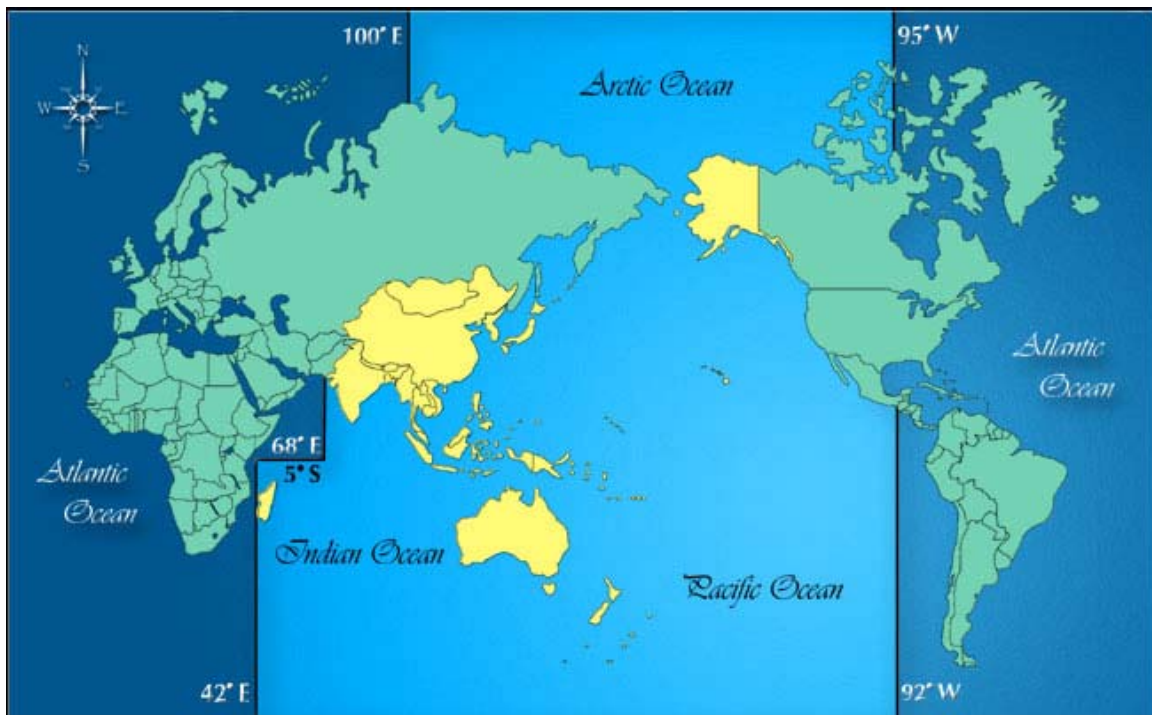 100° E
95° W
N
W E
S
Arctic Ocean
Atlantic
Ocean
68° E
5° S
Atlantic
Ocean
Indian Ocean
Pacific Ocean
42° E
92° W